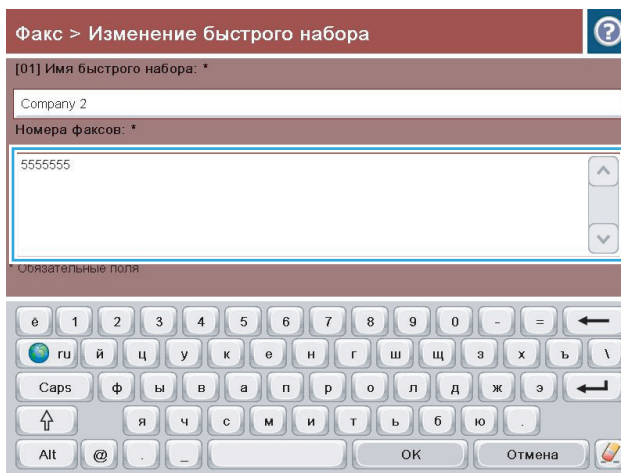 Факс > Изменение быстрого набора
?
[01] Имя быстрого набора: *
Company 2
Номера факсов: *
5555555
* Обязательные поля
ё 1 2 3 4 5 6 7 8 9 0 - =
ru й ц у к е н г ш щ з х ъ \
Caps ф ы в а п р о л д ж э
я ч с м и т ь б ю .
Alt @ . _ OK Отмена